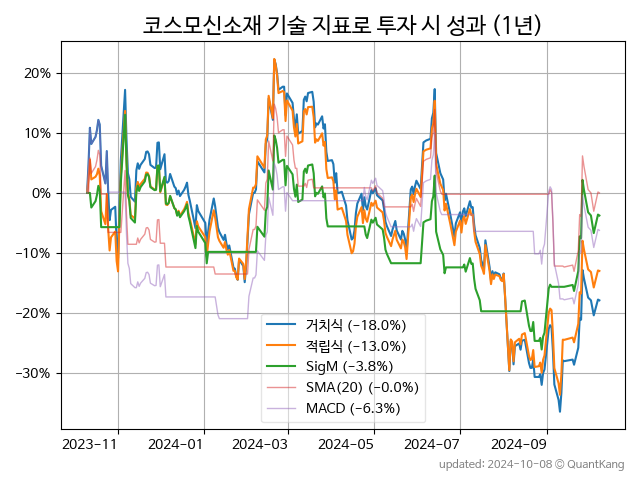 코스모신소재 기술 지표로 투자 시 성과 (1년)
20%
10%
0%
−10%
−20%
−30%
거치식 (-18.0%)
적립식 (-13.0%)
SigM (-3.8%)
SMA(20) (-0.0%)
MACD (-6.3%)
2023-11 2024-01 2024-03 2024-05 2024-07 2024-09
updated: 2024-10-08 © QuantKang